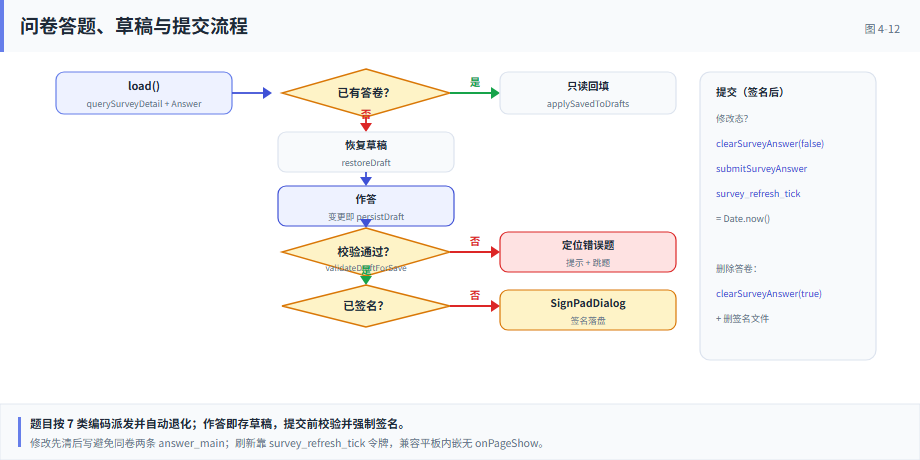 问卷答题、草稿与提交流程
图 4-12
load()
querySurveyDetail + Answer
已有答卷?
是
只读回填
applySavedToDrafts
否
恢复草稿
restoreDraft
作答
变更即 persistDraft
校验通过?
validateDraftForSave
否
定位错误题
提示 + 跳题
是
已签名?
否
SignPadDialog
签名落盘
提交（签名后）
修改态?
clearSurveyAnswer(false)
submitSurveyAnswer
survey_refresh_tick
= Date.now()
删除答卷:
clearSurveyAnswer(true)
+ 删签名文件
题目按 7 类编码派发并自动退化；作答即存草稿，提交前校验并强制签名。
修改先清后写避免同卷两条 answer_main；刷新靠 survey_refresh_tick 令牌，兼容平板内嵌无 onPageShow。